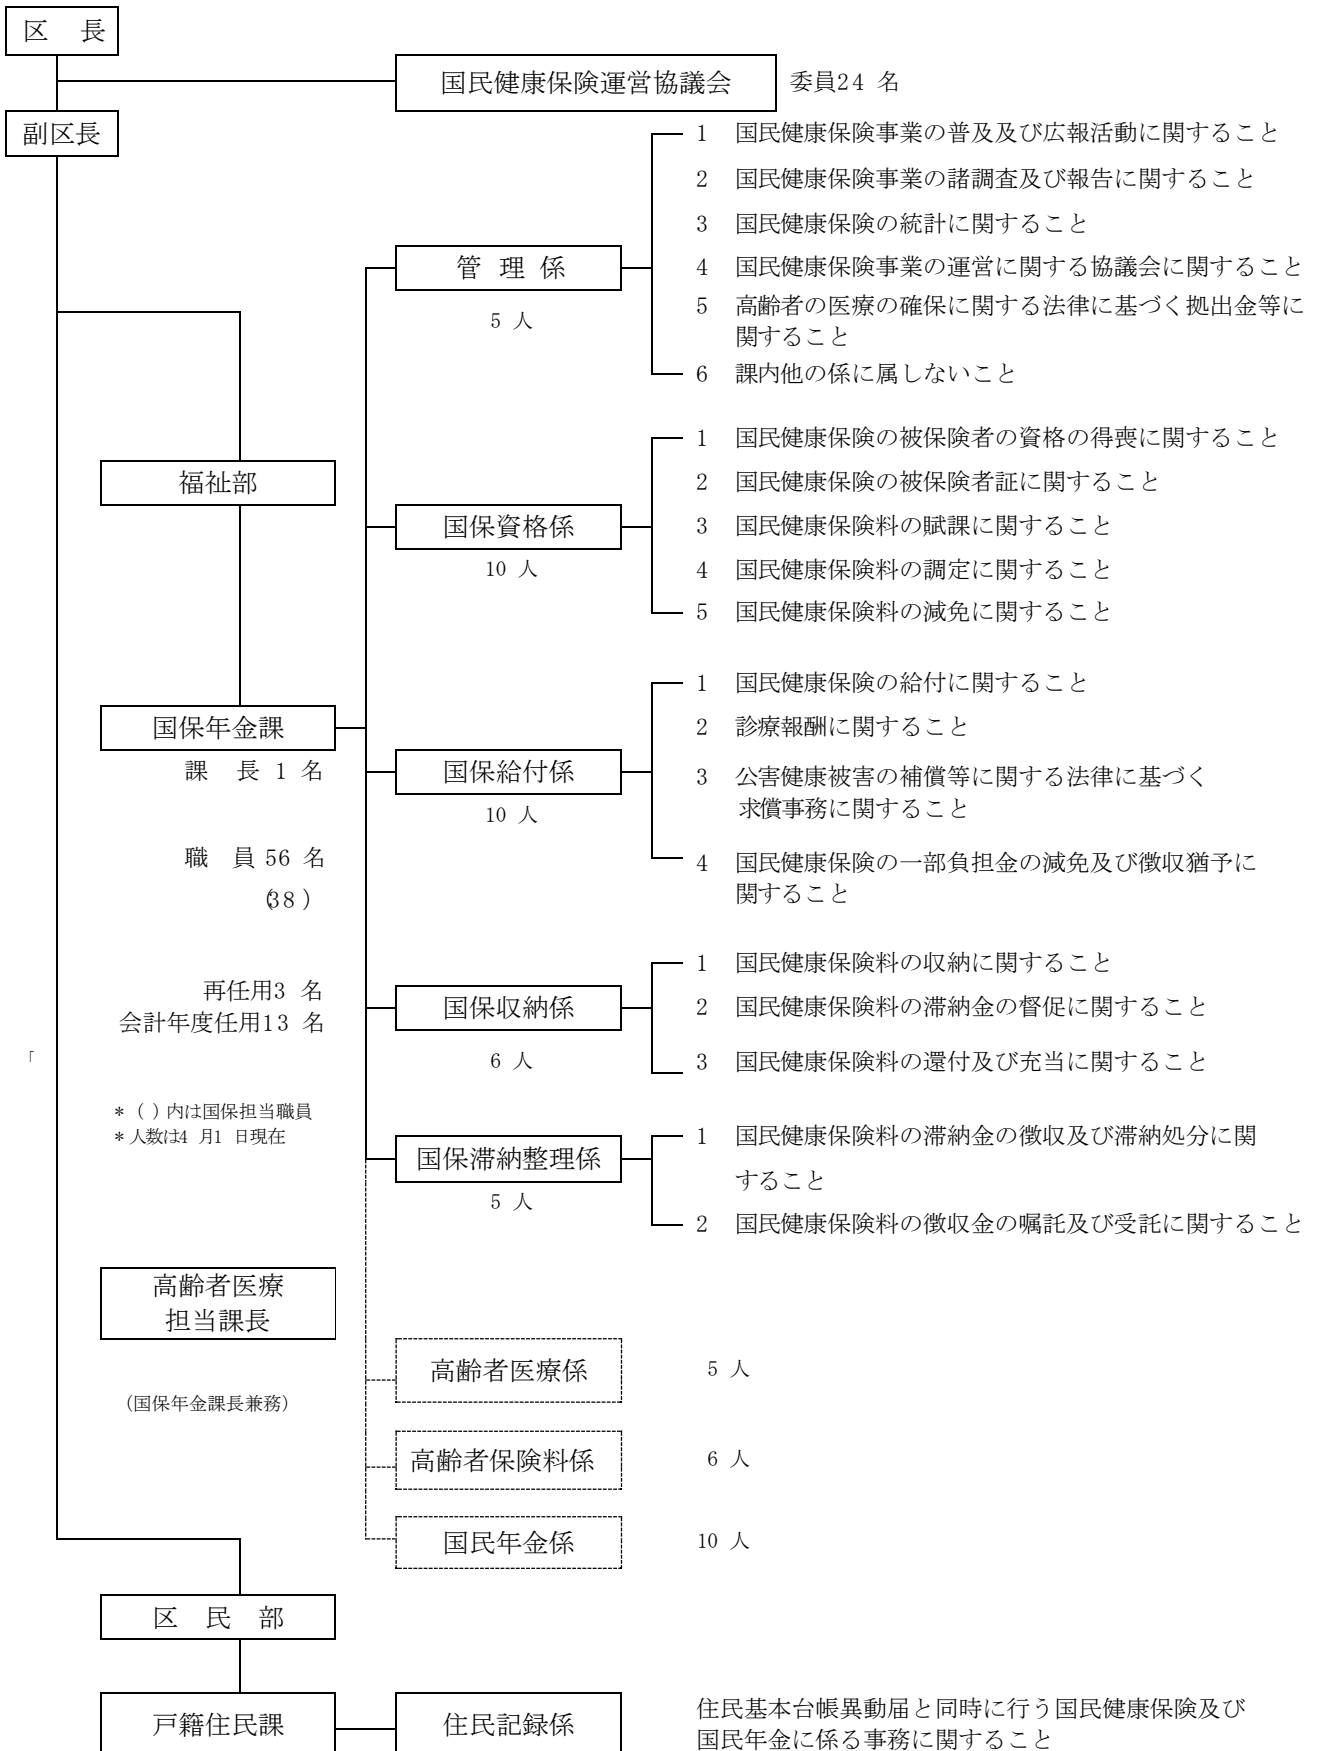 区　長
国民健康保険運営協議会　委員24 名
副区長
1　国民健康保険事業の普及及び広報活動に関すること
2　国民健康保険事業の諸調査及び報告に関すること
3　国民健康保険の統計に関すること
管 理 係
4　国民健康保険事業の運営に関する協議会に関すること
5 人
5　高齢者の医療の確保に関する法律に基づく拠出金等に
関すること
6　課内他の係に属しないこと
福祉部
1　国民健康保険の被保険者の資格の得喪に関すること
2　国民健康保険の被保険者証に関すること
国保資格係
3　国民健康保険料の賦課に関すること
10 人
4　国民健康保険料の調定に関すること
5　国民健康保険料の減免に関すること
国保年金課
課　長 1 名
職　員 56 名
(38)
再任用3 名
会計年度任用13 名
「
* ( ) 内は国保担当職員
* 人数は4 月1 日現在
1　国民健康保険の給付に関すること
2　診療報酬に関すること
国保給付係
10 人
3　公害健康被害の補償等に関する法律に基づく
求償事務に関すること
4　国民健康保険の一部負担金の減免及び徴収猶予に
関すること
1　国民健康保険料の収納に関すること
国保収納係
2　国民健康保険料の滞納金の督促に関すること
6 人
3　国民健康保険料の還付及び充当に関すること
国保滞納整理係
5 人
1　国民健康保険料の滞納金の徴収及び滞納処分に関
すること
2　国民健康保険料の徴収金の嘱託及び受託に関すること
高齢者医療
担当課長
(国保年金課長兼務)
高齢者医療係　5 人
高齢者保険料係　6 人
国民年金係　10 人
区　民　部
戸籍住民課
住民記録係
住民基本台帳異動届と同時に行う国民健康保険及び
国民年金に係る事務に関すること